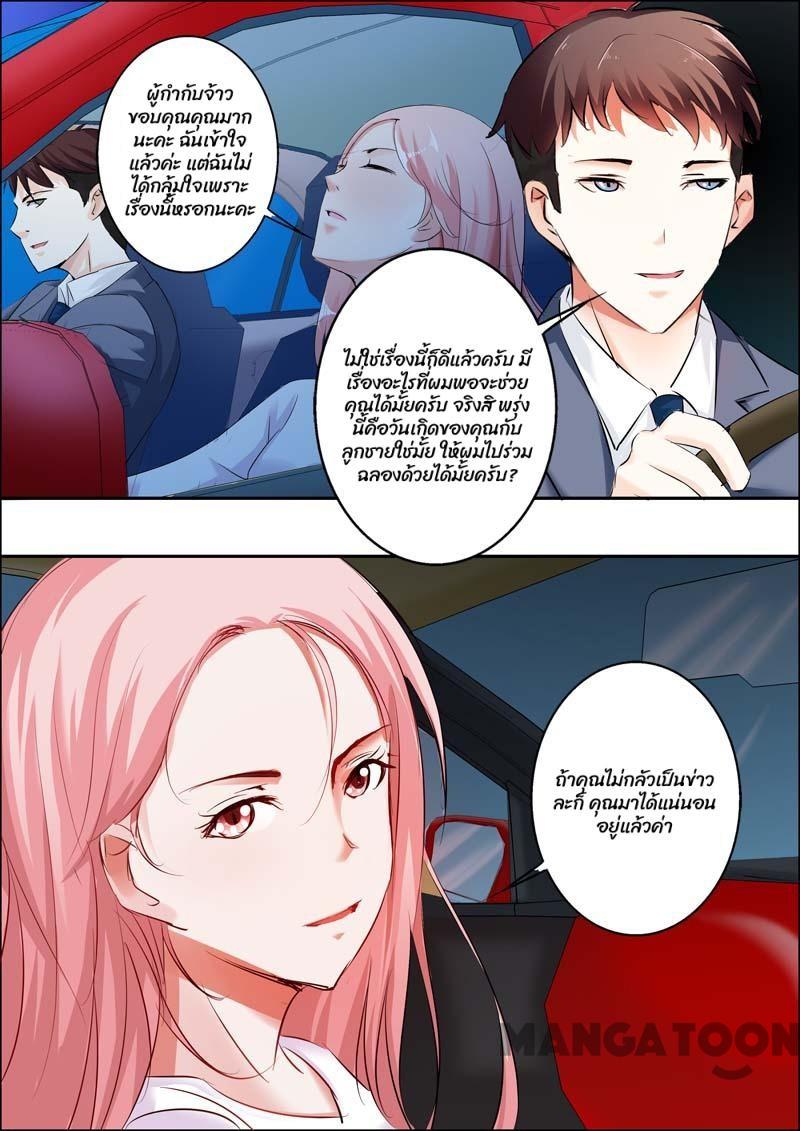 ผู้กำกับจ้าว
ขอบคุณคุณมาก
นะคะ ฉันเข้าใจ
แล้วค่ะ แต่ฉันไม่
ได้กลุ้มใจเพราะ
เรื่องนี้หรอกนะคะ
ไม่ใช่เรื่องนี้ก็ดีแล้วครับ มี
เรื่องอะไรที่ผมพอจะช่วย
คุณได้มั้ยครับ จริงสิ พรุ่ง
นี้คือวันเกิดของคุณกับ
ลูกชายใช่มั้ย ให้ผมไปร่วม
ฉลองด้วยได้มั้ยครับ?
ถ้าคุณไม่กลัวเป็นข่าว
ละก็ คุณมาได้แน่นอน
อยู่แล้วค่า
MANGATOON